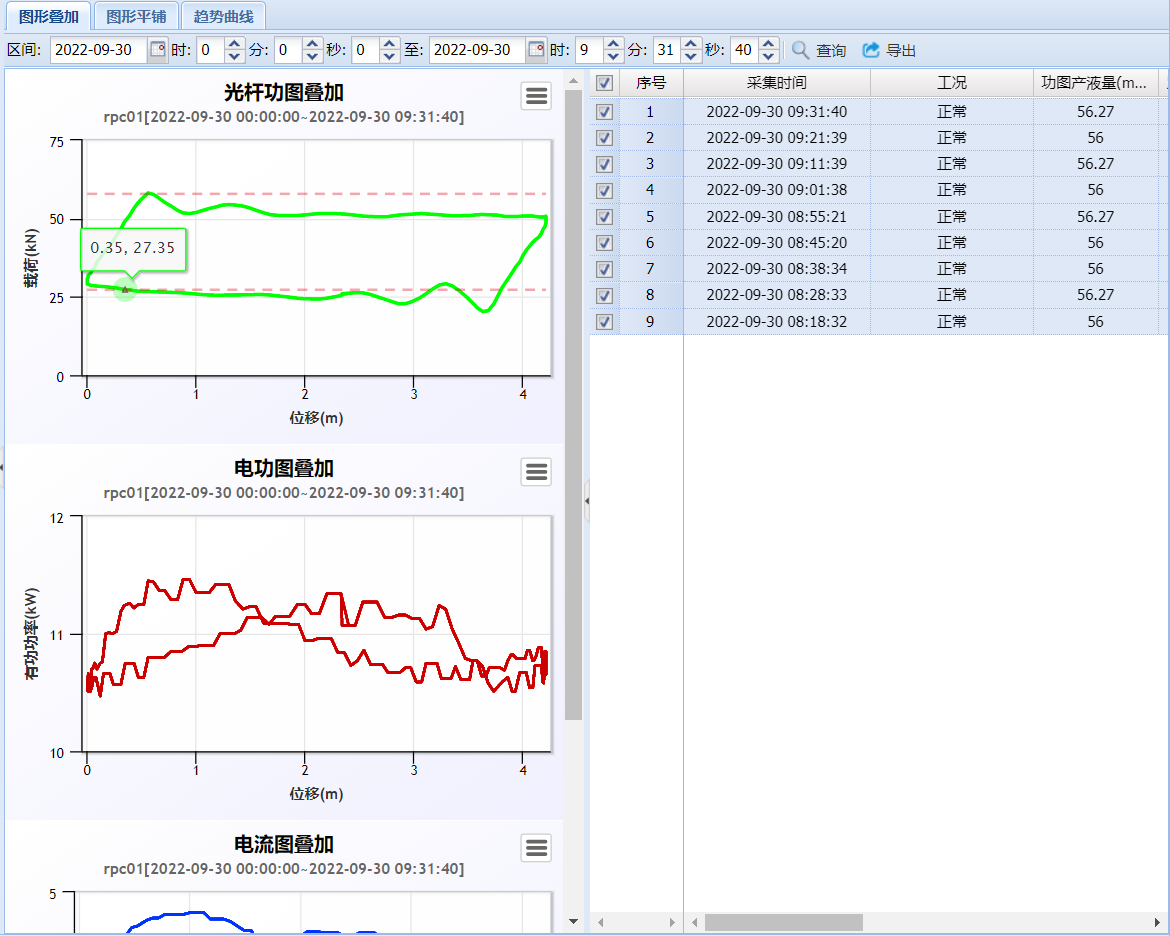 图形叠加 图形平铺 趋势曲线
区间: 2022-09-30 时: 0 分: 0 秒: 0 至: 2022-09-30 时: 9 分: 31 秒: 40 查询 导出
光杆功图叠加
rpc01[2022-09-30 00:00:00~2022-09-30 09:31:40]
75
50
25
0
载荷(kN)
0.35, 27.35
0 1 2 3 4
位移(m)
电功图叠加
rpc01[2022-09-30 00:00:00~2022-09-30 09:31:40]
12
11
10
有功功率(kW)
0 1 2 3 4
位移(m)
电流图叠加
rpc01[2022-09-30 00:00:00~2022-09-30 09:31:40]
5
序号 采集时间 工况 功图产液量(m...
1 2022-09-30 09:31:40 正常 56.27
2 2022-09-30 09:21:39 正常 56
3 2022-09-30 09:11:39 正常 56.27
4 2022-09-30 09:01:38 正常 56
5 2022-09-30 08:55:21 正常 56.27
6 2022-09-30 08:45:20 正常 56
7 2022-09-30 08:38:34 正常 56
8 2022-09-30 08:28:33 正常 56.27
9 2022-09-30 08:18:32 正常 56